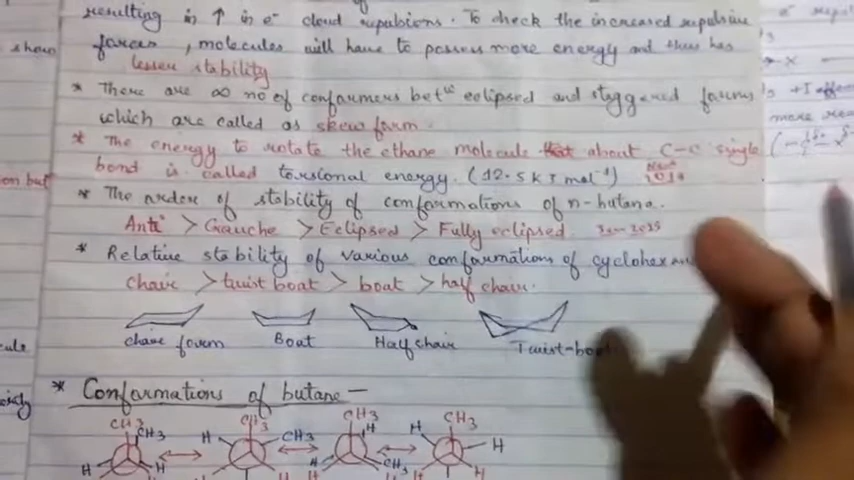 resulting in ↑ in e⁻ cloud repulsions. To check the increased repulsive
forces, molecules will have to possess more energy and thus has
lesser stability
* There are ∞ no of conformers betⁿ eclipsed and staggered forms
which are called as skew form.
* The energy to rotate the ethane molecule about C-C single
bond is called torsional energy. (12.5 kJ mol⁻¹)
* The order of stability of conformations of n-butane.
Anti > Gauche > Eclipsed > Fully eclipsed.
* Relative stability of various conformations of
chair > twist boat > boat > half chair.
chair form Boat Half chair Twist-boat
* Conformations of butane —
CH3 CH3 CH3 CH3
CH3 H CH3 H H H
H H H CH3 H